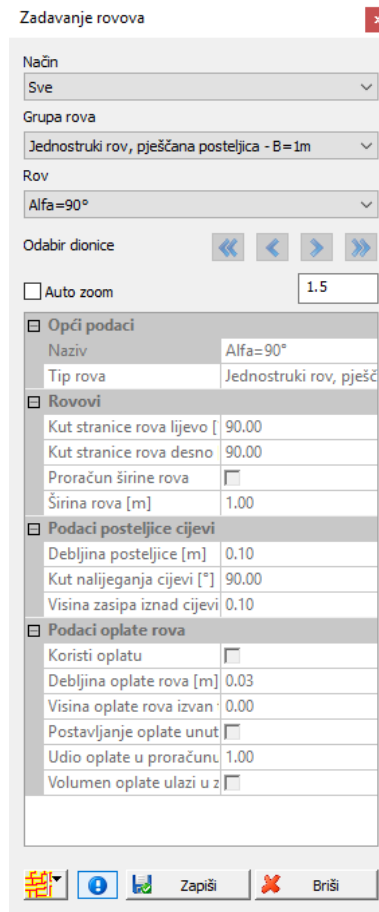 Zadavanje rovova
Način
Sve
Grupa rova
Jednostruki rov, pješčana posteljica - B=1m
Rov
Alfa=90°
Odabir dionice
Auto zoom 1.5
Opći podaci
Naziv Alfa=90°
Tip rova Jednostruki rov, pješč
Rovovi
Kut stranice rova lijevo [ 90.00
Kut stranice rova desno 90.00
Proračun širine rova
Širina rova [m] 1.00
Podaci posteljice cijevi
Debljina posteljice [m] 0.10
Kut nalijeganja cijevi [°] 90.00
Visina zasipa iznad cijevi 0.10
Podaci oplate rova
Koristi oplatu
Debljina oplate rova [m] 0.03
Visina oplate rova izvan 0.00
Postavljanje oplate unut
Udio oplate u proračunu 1.00
Volumen oplate ulazi u z
Zapiši Briši